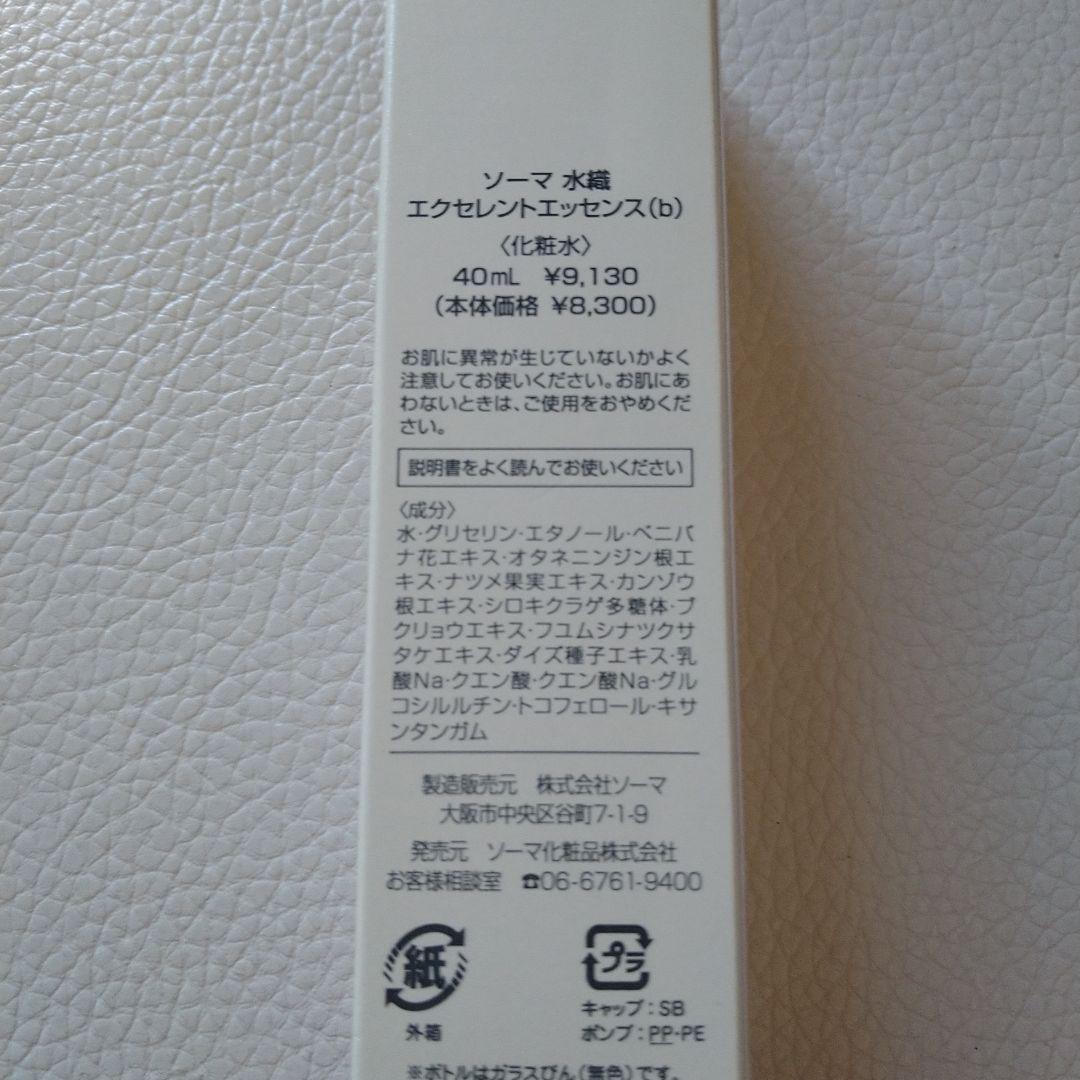 ソーマ 水織
エクセレントエッセンス(b)
〈化粧水〉
40mL ¥9,130
(本体価格 ¥8,300)
お肌に異常が生じていないかよく
注意してお使いください。お肌にあ
わないときは、ご使用をおやめくだ
さい。
説明書をよく読んでお使いください
〈成分〉
水・グリセリン・エタノール・ベニバ
ナ花エキス・オタネニンジン根エ
キス・ナツメ果実エキス・カンゾウ
根エキス・シロキクラゲ多糖体・ブ
クリョウエキス・フユムシナツクサ
タケエキス・ダイズ種子エキス・乳
酸Na・クエン酸・クエン酸Na・グル
コシルルチン・トコフェロール・キサ
ンタンガム
製造販売元 株式会社ソーマ
大阪市中央区谷町7-1-9
発売元 ソーマ化粧品株式会社
お客様相談室 ☎06-6761-9400
紙
外箱
プラ
キャップ：SB
ポンプ：PP・PE
※ボトルはガラスびん(無色)です。